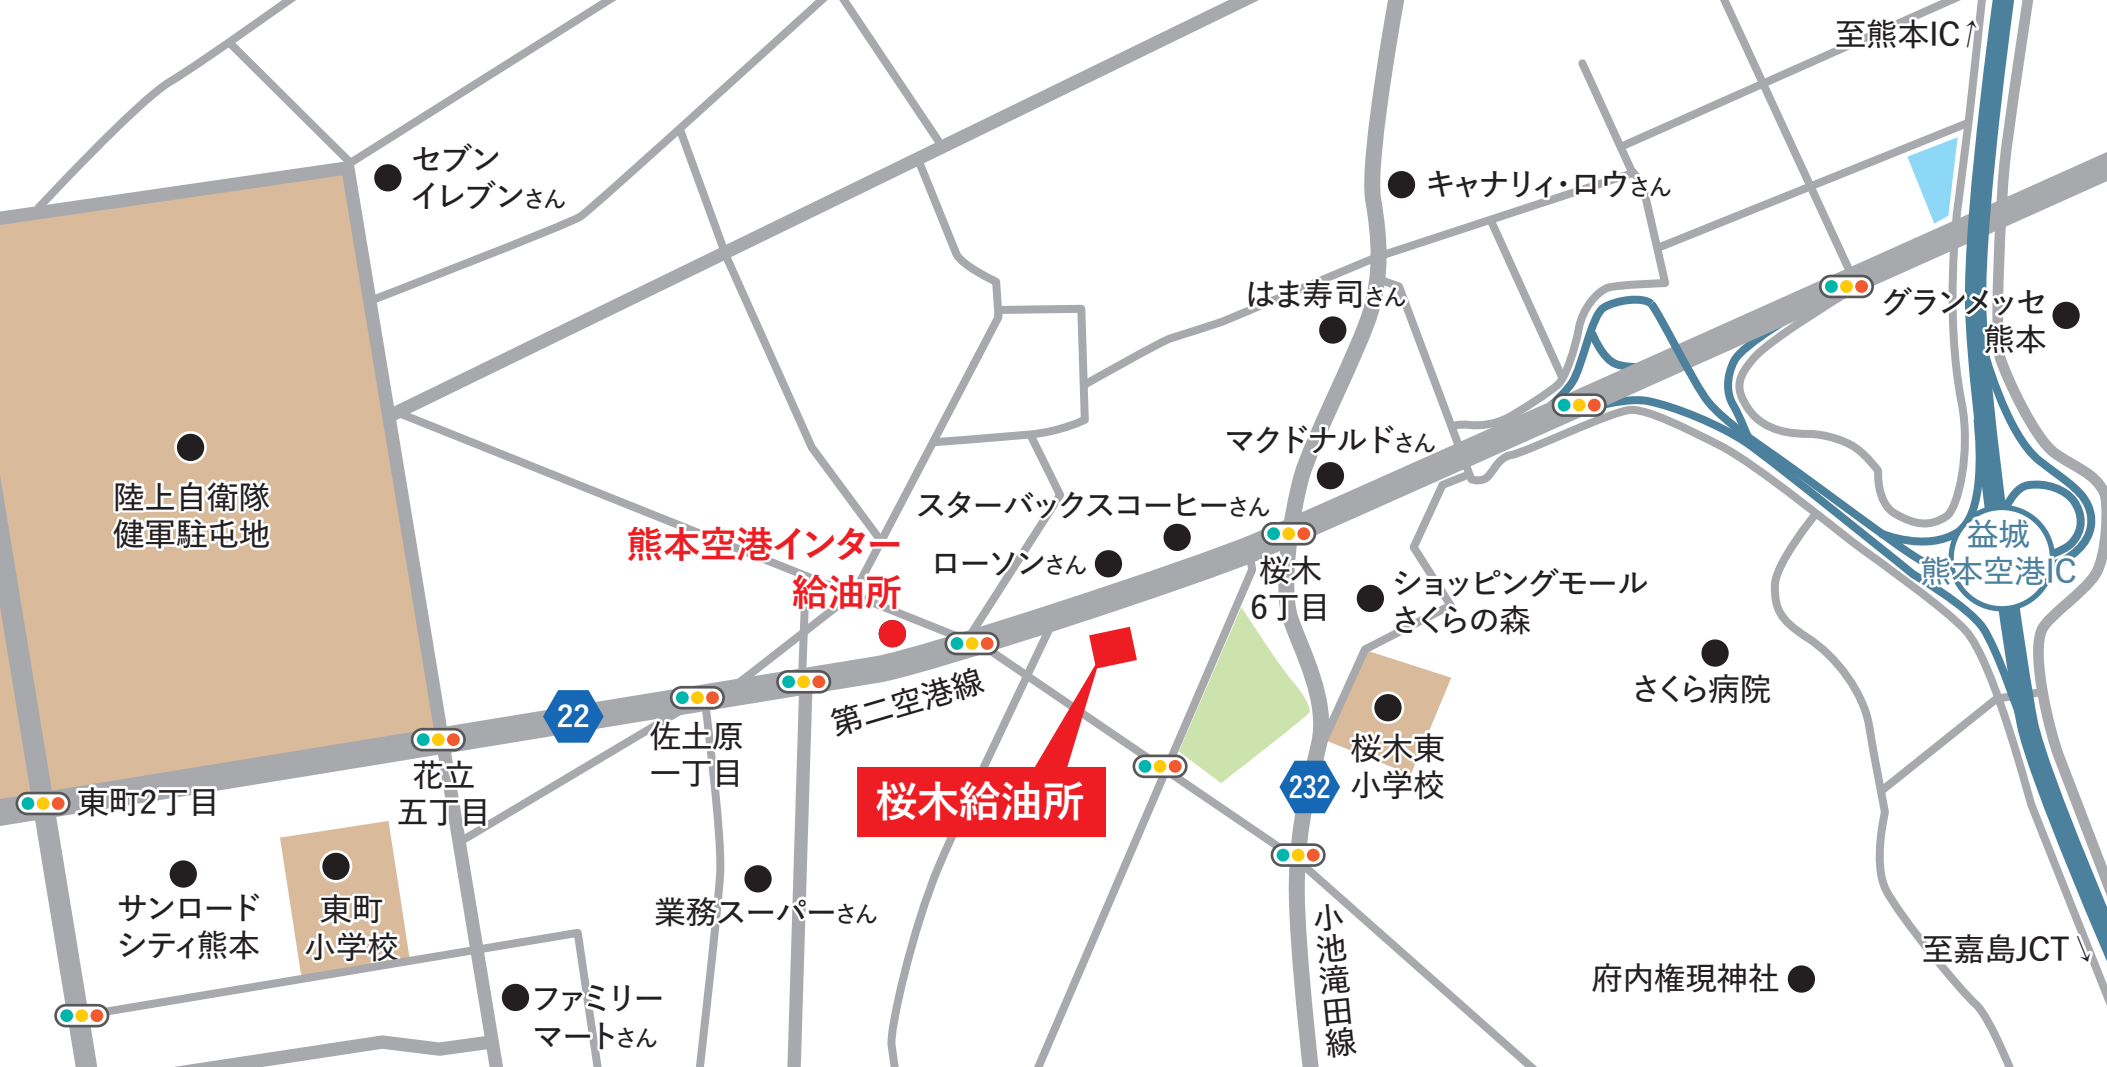 至熊本IC↑
セブン
イレブンさん
キャナリィ・ロウさん
はま寿司さん
グランメッセ
熊本
マクドナルドさん
陸上自衛隊
健軍駐屯地
スターバックスコーヒーさん
熊本空港インター
給油所
ローソンさん
桜木
6丁目
益城
熊本空港IC
ショッピングモール
さくらの森
さくら病院
第二空港線
22
佐土原
一丁目
花立
五丁目
東町2丁目
桜木給油所
232
桜木東
小学校
サンロード
シティ熊本
東町
小学校
業務スーパーさん
小池滝田線
至嘉島JCT↓
府内権現神社
ファミリー
マートさん